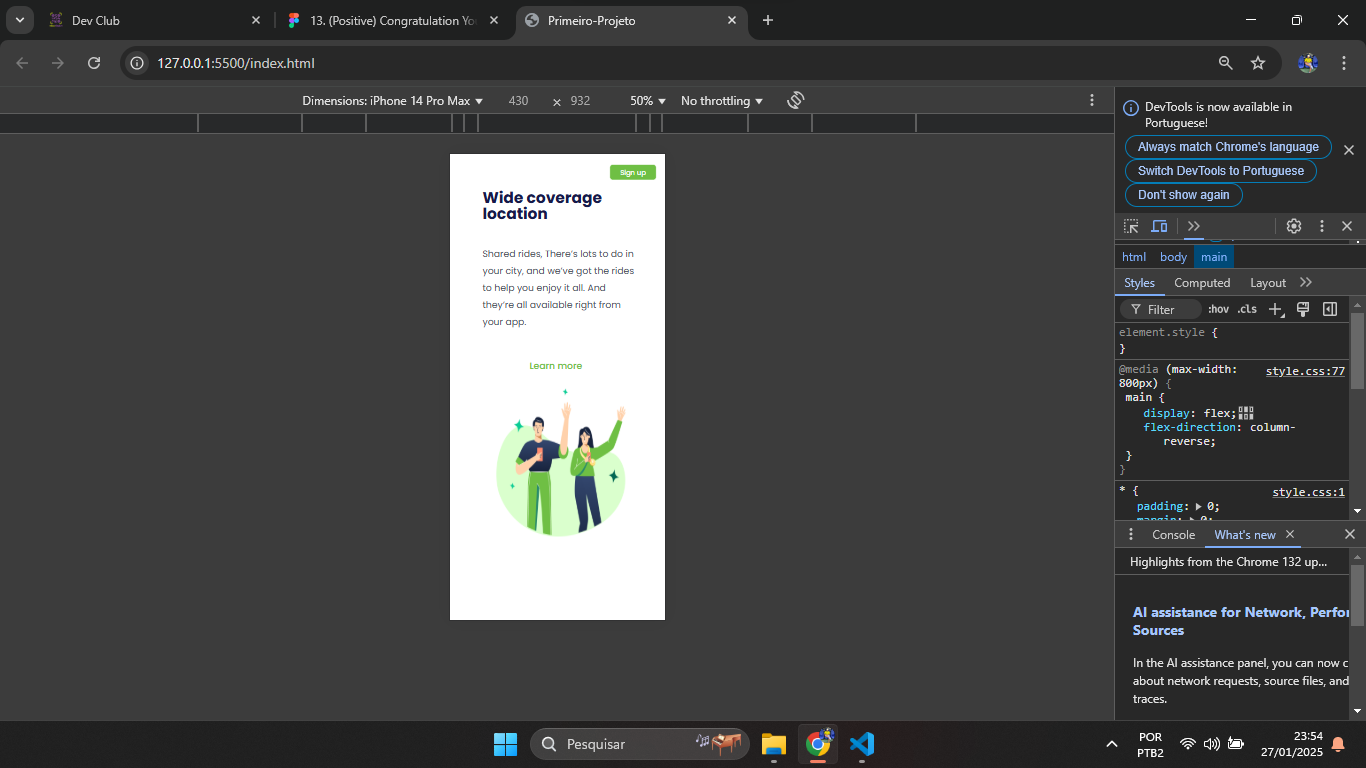 Dev Club
13. (Positive) Congratulation Yo
Primeiro-Projeto
127.0.0.1:5500/index.html
Dimensions: iPhone 14 Pro Max
430
×
932
50%
No throttling
DevTools is now available in
Portuguese!
Always match Chrome's language
Switch DevTools to Portuguese
Don't show again
Sign up
Wide coverage
location
Shared rides, There's lots to do in
your city, and we've got the rides
to help you enjoy it all. And
they're all available right from
your app.
Learn more
html body main
Styles Computed Layout
Filter :hov .cls
element.style {
}
@media (max-width: style.css:77
800px) {
main {
display: flex;
flex-direction: column-
reverse;
}
}
* { style.css:1
padding: 0;
margin: 0;
Console What's new
Highlights from the Chrome 132 up...
AI assistance for Network, Perfor
Sources
In the AI assistance panel, you can now c
about network requests, source files, and
traces.
Pesquisar
POR
PTB2
23:54
27/01/2025